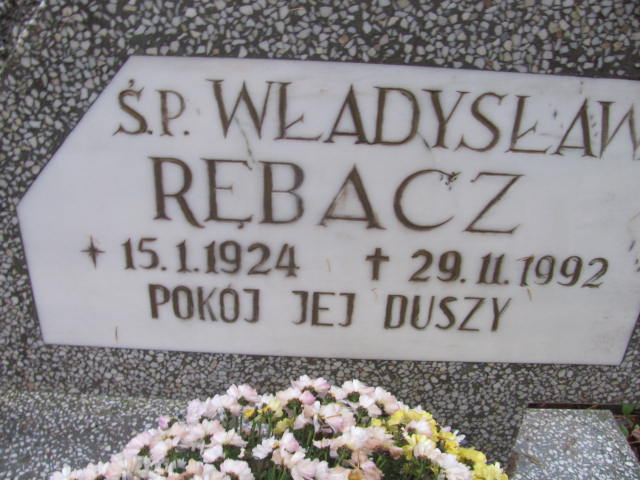 Ś.P. WŁADYSŁAW
RĘBACZ
15.1.1924 † 29.11.1992
POKÓJ JEJ DUSZY